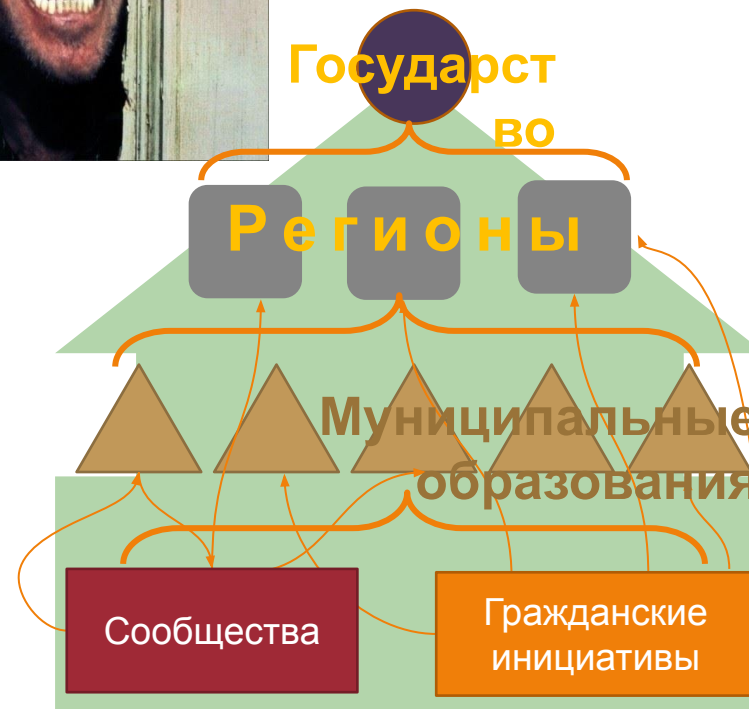 Государст
во
Р е г и о н ы
Муниципальные
образования
Сообщества
Гражданские
инициативы